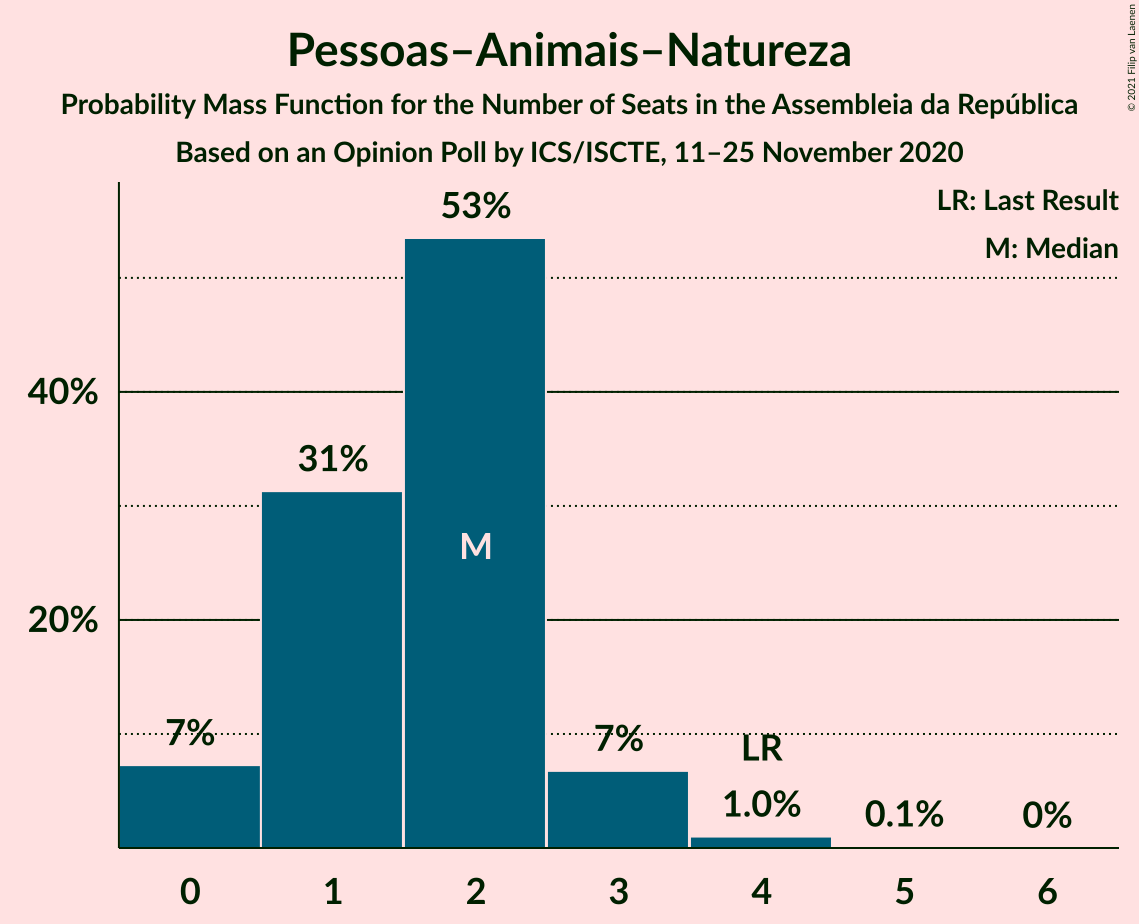 Pessoas–Animais–Natureza
Probability Mass Function for the Number of Seats in the Assembleia da República
Based on an Opinion Poll by ICS/ISCTE, 11–25 November 2020
© 2021 Filip van Laenen
LR: Last Result
M: Median
53%
40%
31%
M
20%
7%
7%
LR
1.0%
0.1%
0%
0 1 2 3 4 5 6